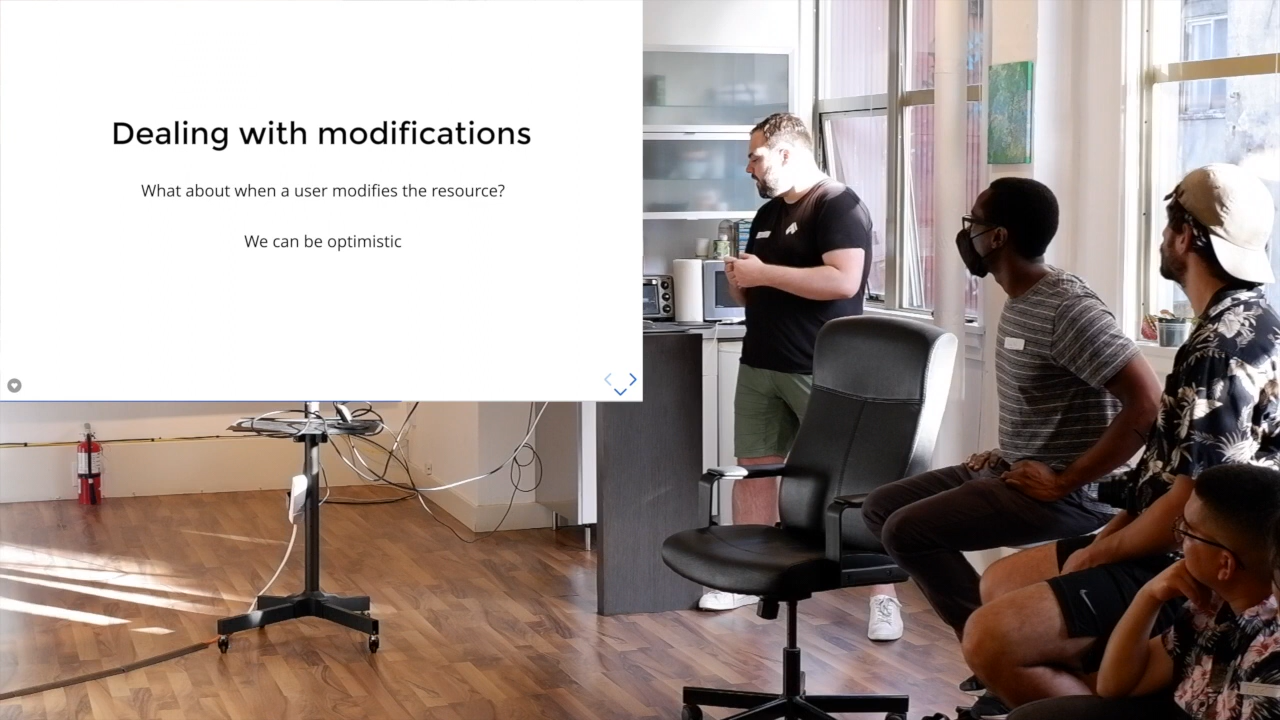 Dealing with modifications
What about when a user modifies the resource?
We can be optimistic